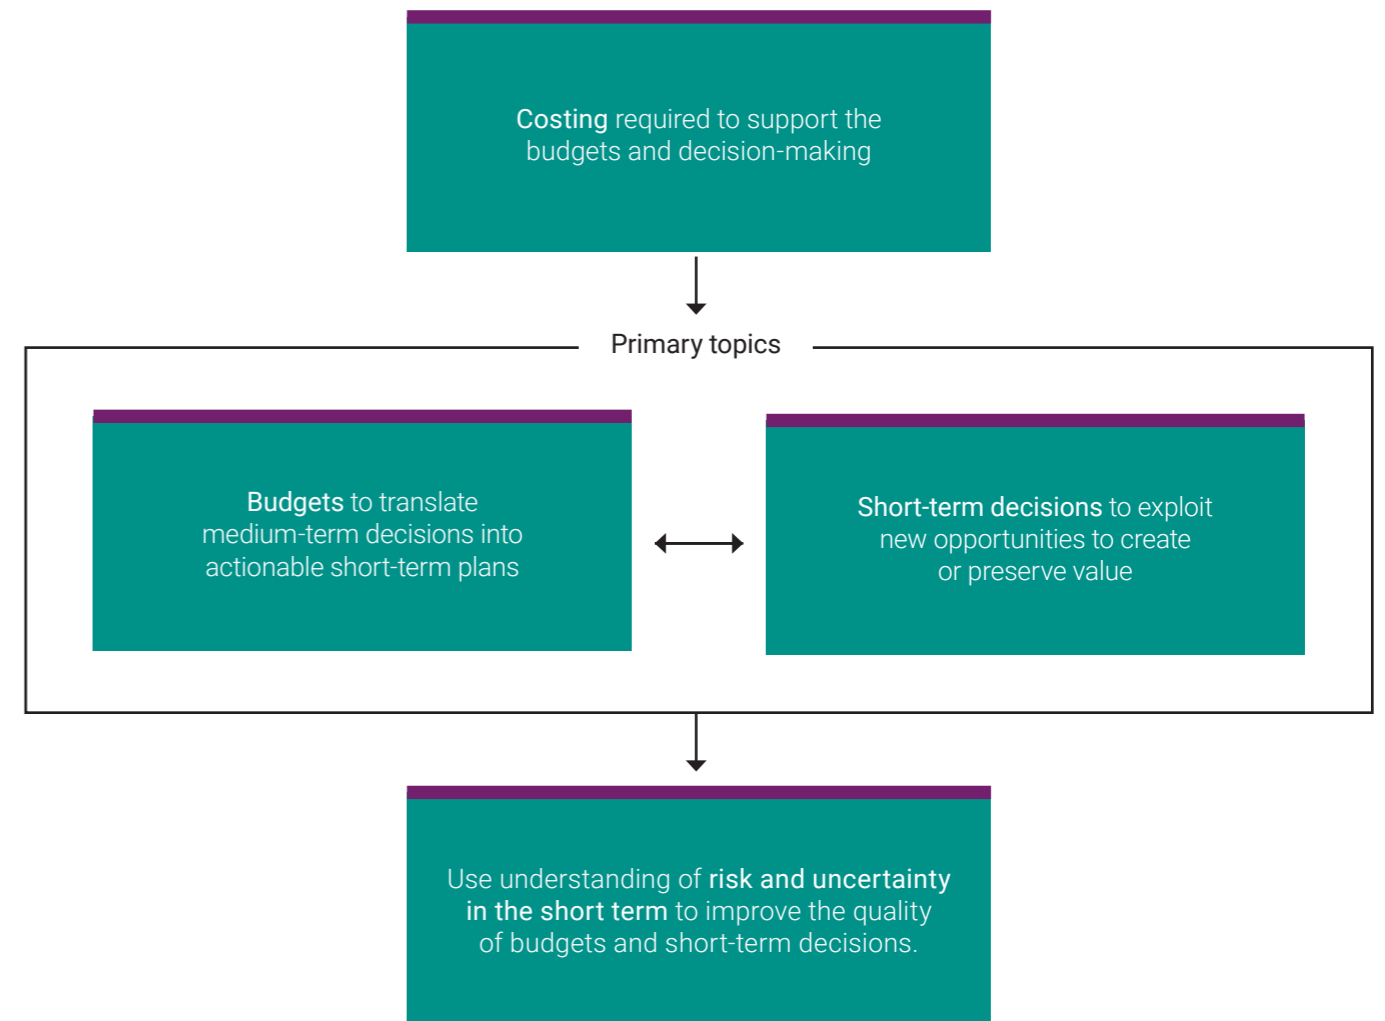 Costing required to support the
budgets and decision-making
Primary topics
Budgets to translate
medium-term decisions into
actionable short-term plans
Short-term decisions to exploit
new opportunities to create
or preserve value
Use understanding of risk and uncertainty
in the short term to improve the quality
of budgets and short-term decisions.